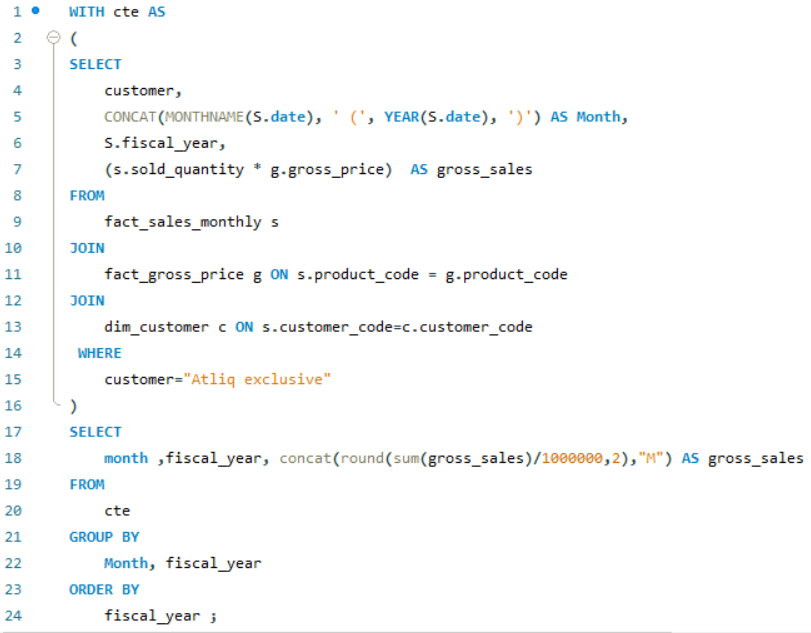 1 WITH cte AS
2 (
3 SELECT
4 customer,
5 CONCAT(MONTHNAME(S.date), ' (', YEAR(S.date), ')') AS Month,
6 S.fiscal_year,
7 (s.sold_quantity * g.gross_price)  AS gross_sales
8 FROM
9 fact_sales_monthly s
10 JOIN
11 fact_gross_price g ON s.product_code = g.product_code
12 JOIN
13 dim_customer c ON s.customer_code=c.customer_code
14 WHERE
15 customer="Atliq exclusive"
16 )
17 SELECT
18 month ,fiscal_year, concat(round(sum(gross_sales)/1000000,2),"M") AS gross_sales
19 FROM
20 cte
21 GROUP BY
22 Month, fiscal_year
23 ORDER BY
24 fiscal_year ;